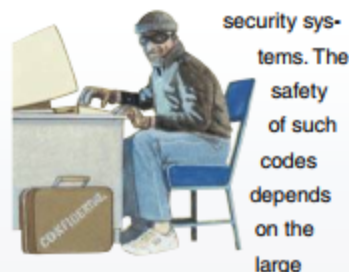 security sys-
tems. The
safety
of such
codes
depends
on the
large
CONFIDENTIAL